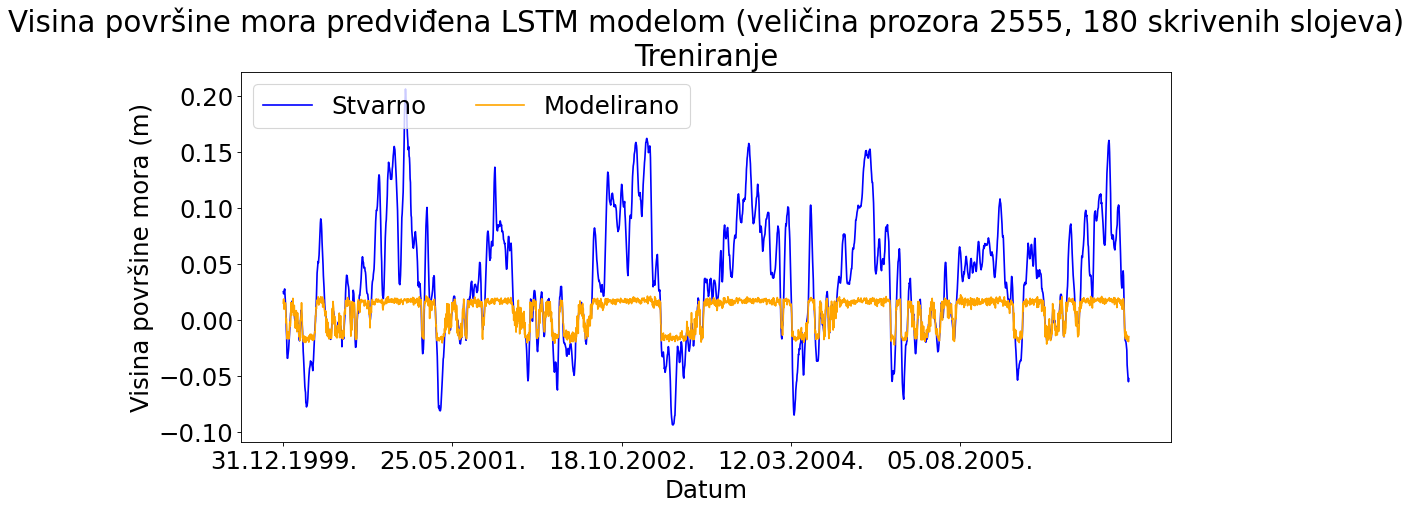 Visina površine mora predviđena LSTM modelom (veličina prozora 2555, 180 skrivenih slojeva)
Treniranje
Stvarno
Modelirano
Visina površine mora (m)
0.20
0.15
0.10
0.05
0.00
−0.05
−0.10
31.12.1999.
25.05.2001.
18.10.2002.
12.03.2004.
05.08.2005.
Datum